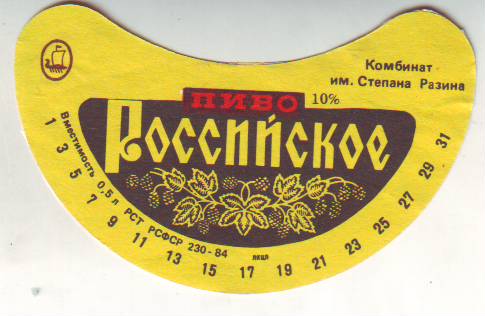 Комбинат
им. Степана Разина
ПИВО 10%
Российское
Вместимость 0,5 л РСТ РСФСР 230-84
1 3 5 7 9 11 13 15 17 19 21 23 25 27 29 31